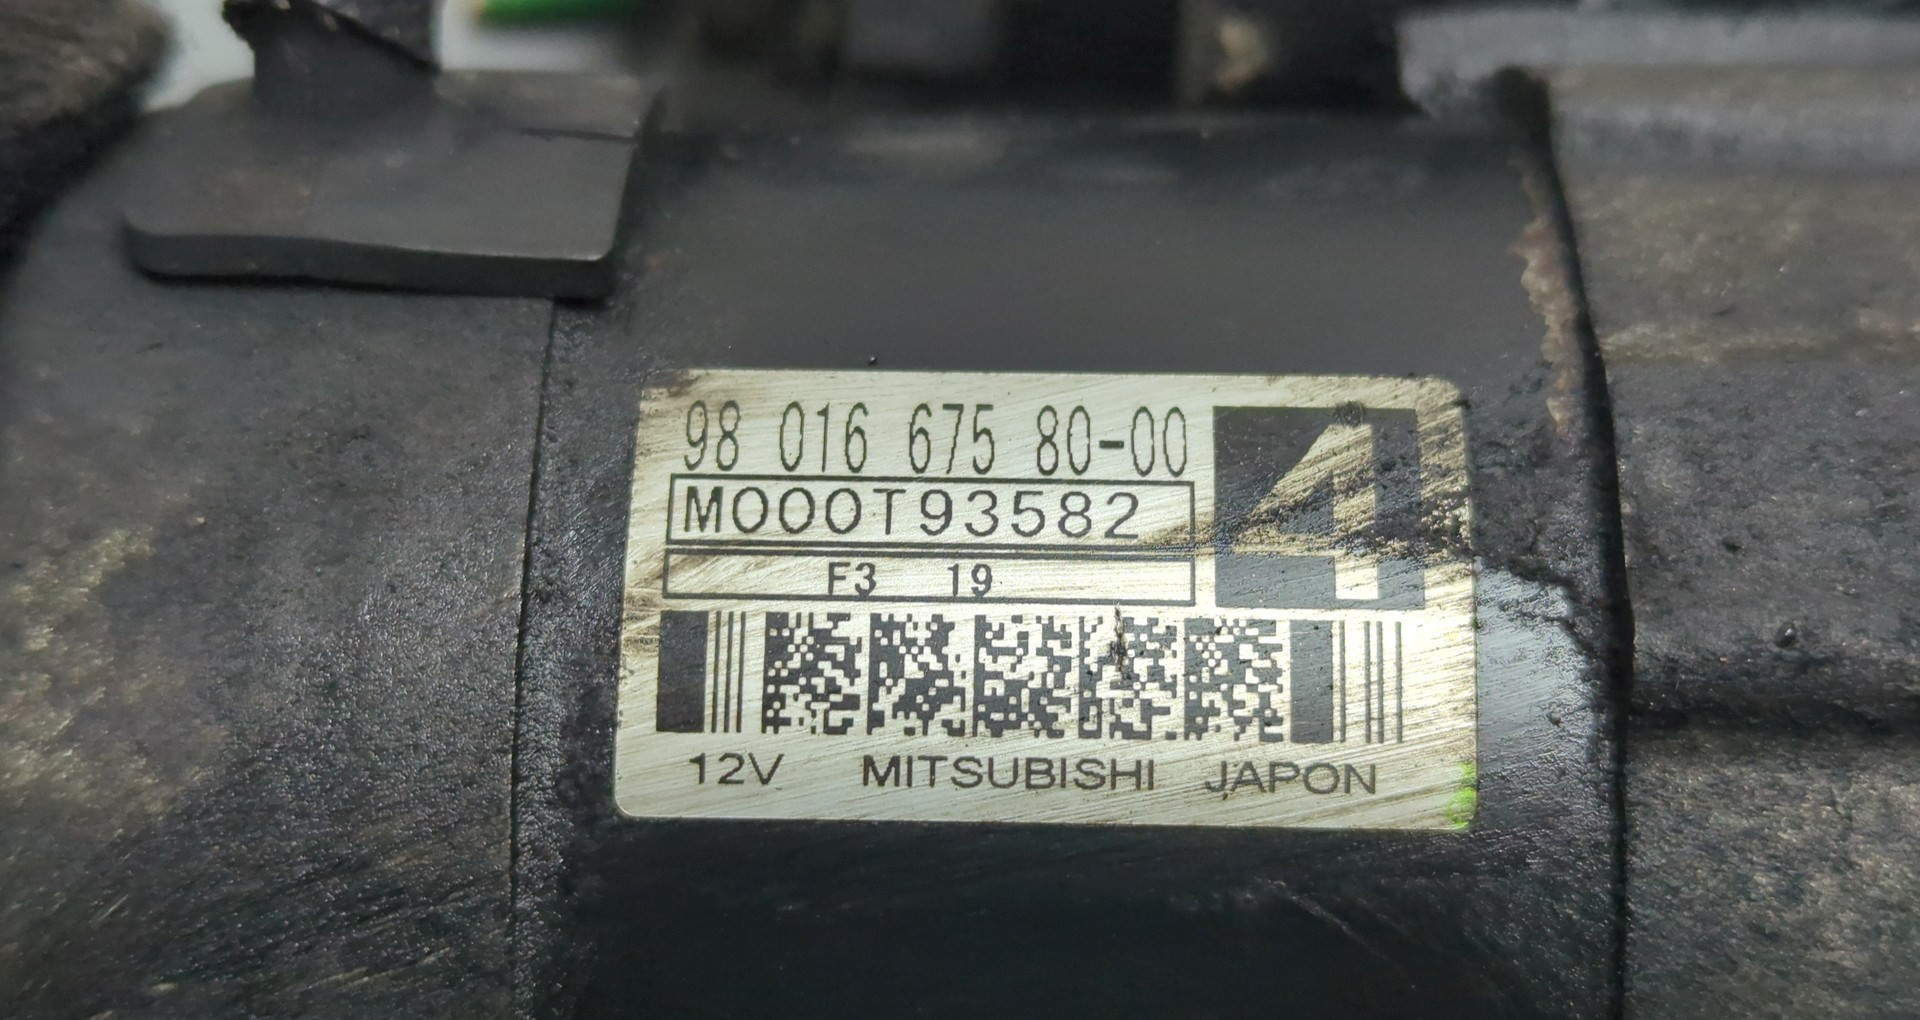 98 016 675 80-00
4
M000T93582
F3 19
12V MITSUBISHI JAPON